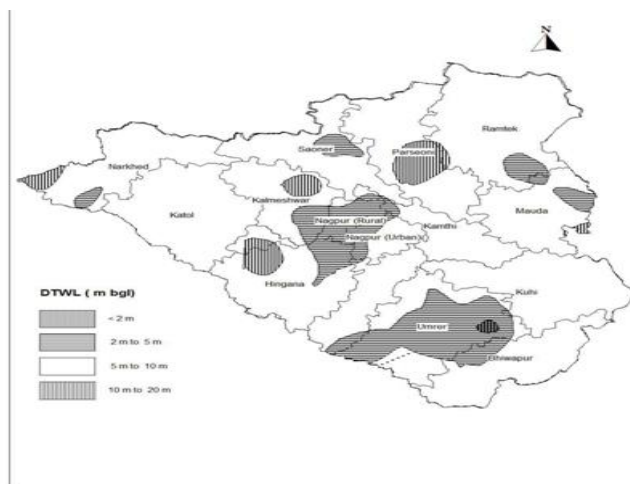 N
Ramtek
Saoner
Parseoni
Narkhed
Kalmeshwar
Katol
Mauda
Nagpur (Rural)
Kamthi
Nagpur (Urban)
Hingana
Kuhi
DTWL ( m bgl)
< 2 m
2 m to 5 m
5 m to 10 m
10 m to 20 m
Umrer
Bhiwapur